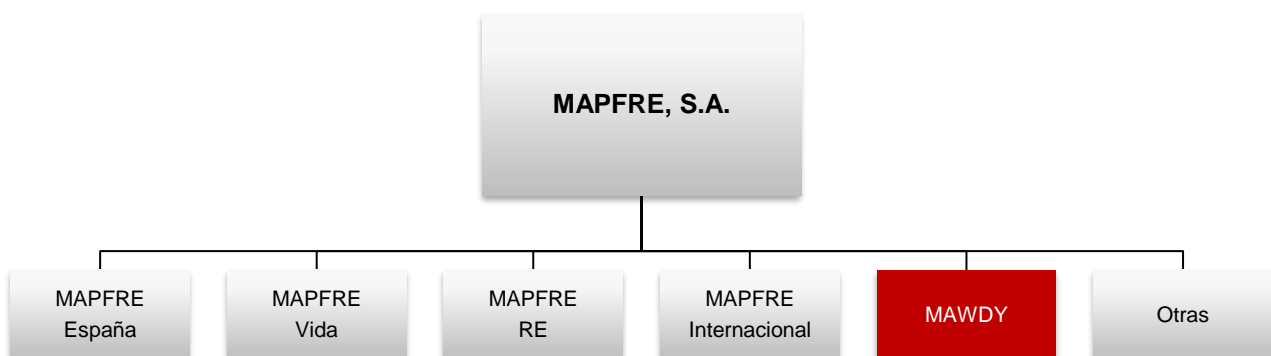 MAPFRE, S.A.
MAPFRE
España
MAPFRE
Vida
MAPFRE
RE
MAPFRE
Internacional
MAWDY
Otras